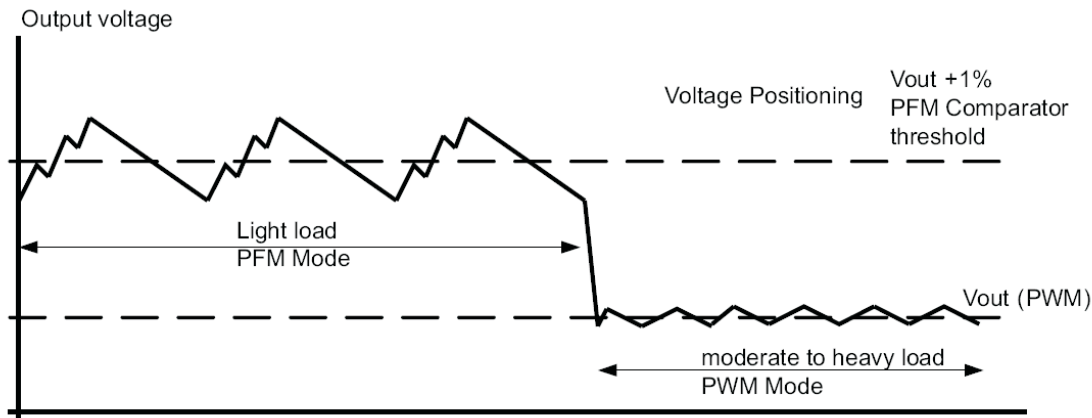 Output voltage
Voltage Positioning
Vout +1%
PFM Comparator
threshold
Light load
PFM Mode
Vout (PWM)
moderate to heavy load
PWM Mode